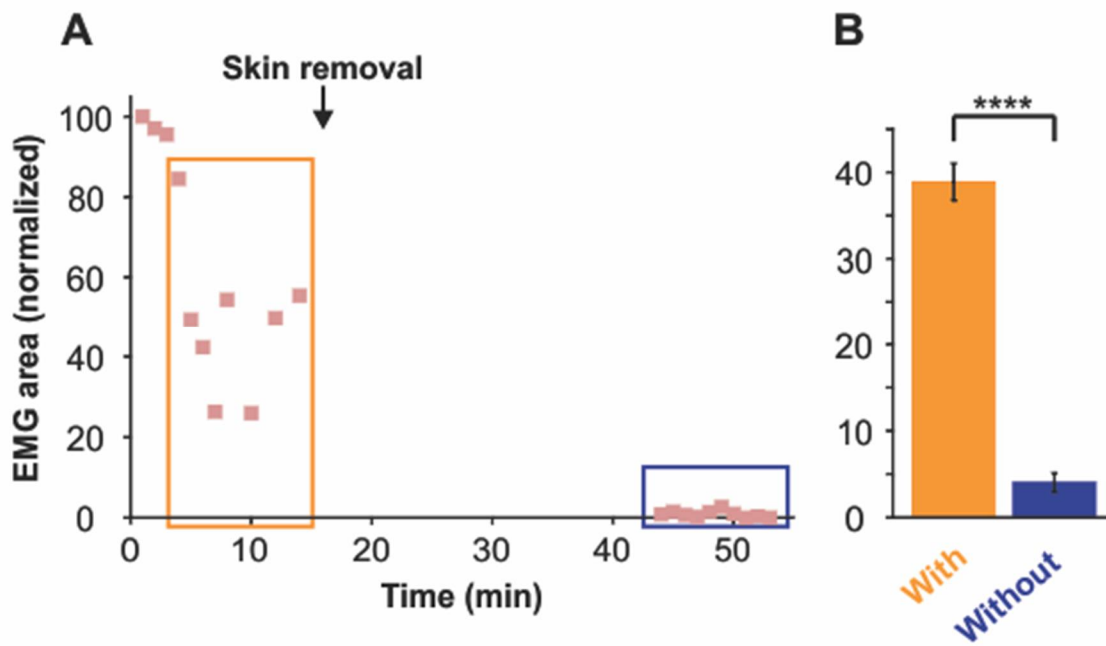 A
B
Skin removal
EMG area (normalized)
100
80
60
40
20
0
0 10 20 30 40 50
Time (min)
****
40
30
20
10
0
With
Without